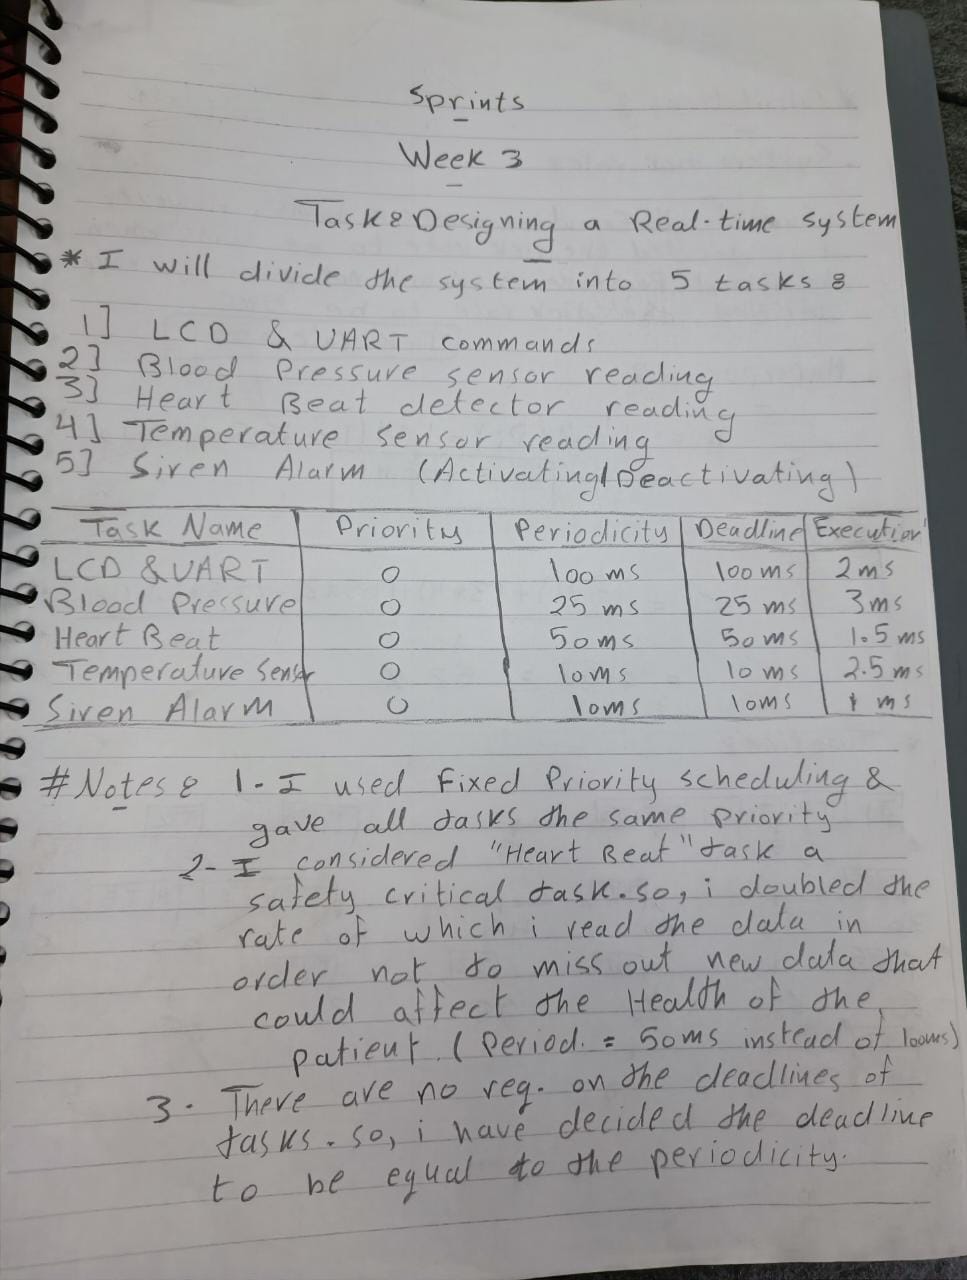 Sprints
Week 3
Task: Designing a Real-time system
* I will divide the system into 5 tasks :
1] LCD & UART commands
2] Blood Pressure sensor reading
3] Heart Beat detector reading
4] Temperature sensor reading
5] Siren Alarm (Activating/Deactivating)
Task Name Priority Periodicity Deadline Execution
LCD & UART 0 100 ms 100 ms 2 ms
Blood Pressure 0 25 ms 25 ms 3 ms
Heart Beat 0 50 ms 50 ms 1.5 ms
Temperature Sensor 0 10 ms 10 ms 2.5 ms
Siren Alarm 0 10 ms 10 ms 1 ms
# Notes : 1- I used Fixed Priority scheduling &
gave all tasks the same priority
2- I considered "Heart Beat" task a
safety critical task. so, i doubled the
rate of which i read the data in
order not to miss out new data that
could affect the Health of the
patient. (Period. = 50ms instead of 100ms)
3. There are no req. on the deadlines of
tasks. so, i have decided the deadline
to be equal to the periodicity.